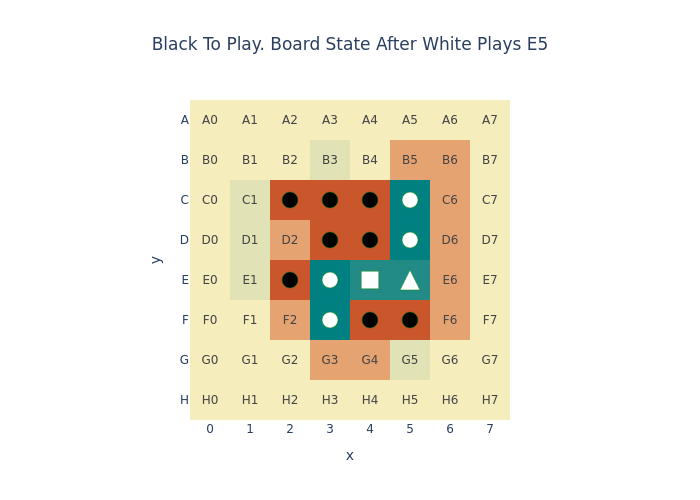 Black To Play. Board State After White Plays E5
A A0 A1 A2 A3 A4 A5 A6 A7
B B0 B1 B2 B3 B4 B5 B6 B7
C C0 C1 C6 C7
D D0 D1 D2 D6 D7
E E0 E1 E6 E7
F F0 F1 F2 F6 F7
G G0 G1 G2 G3 G4 G5 G6 G7
H H0 H1 H2 H3 H4 H5 H6 H7
0 1 2 3 4 5 6 7
x
y